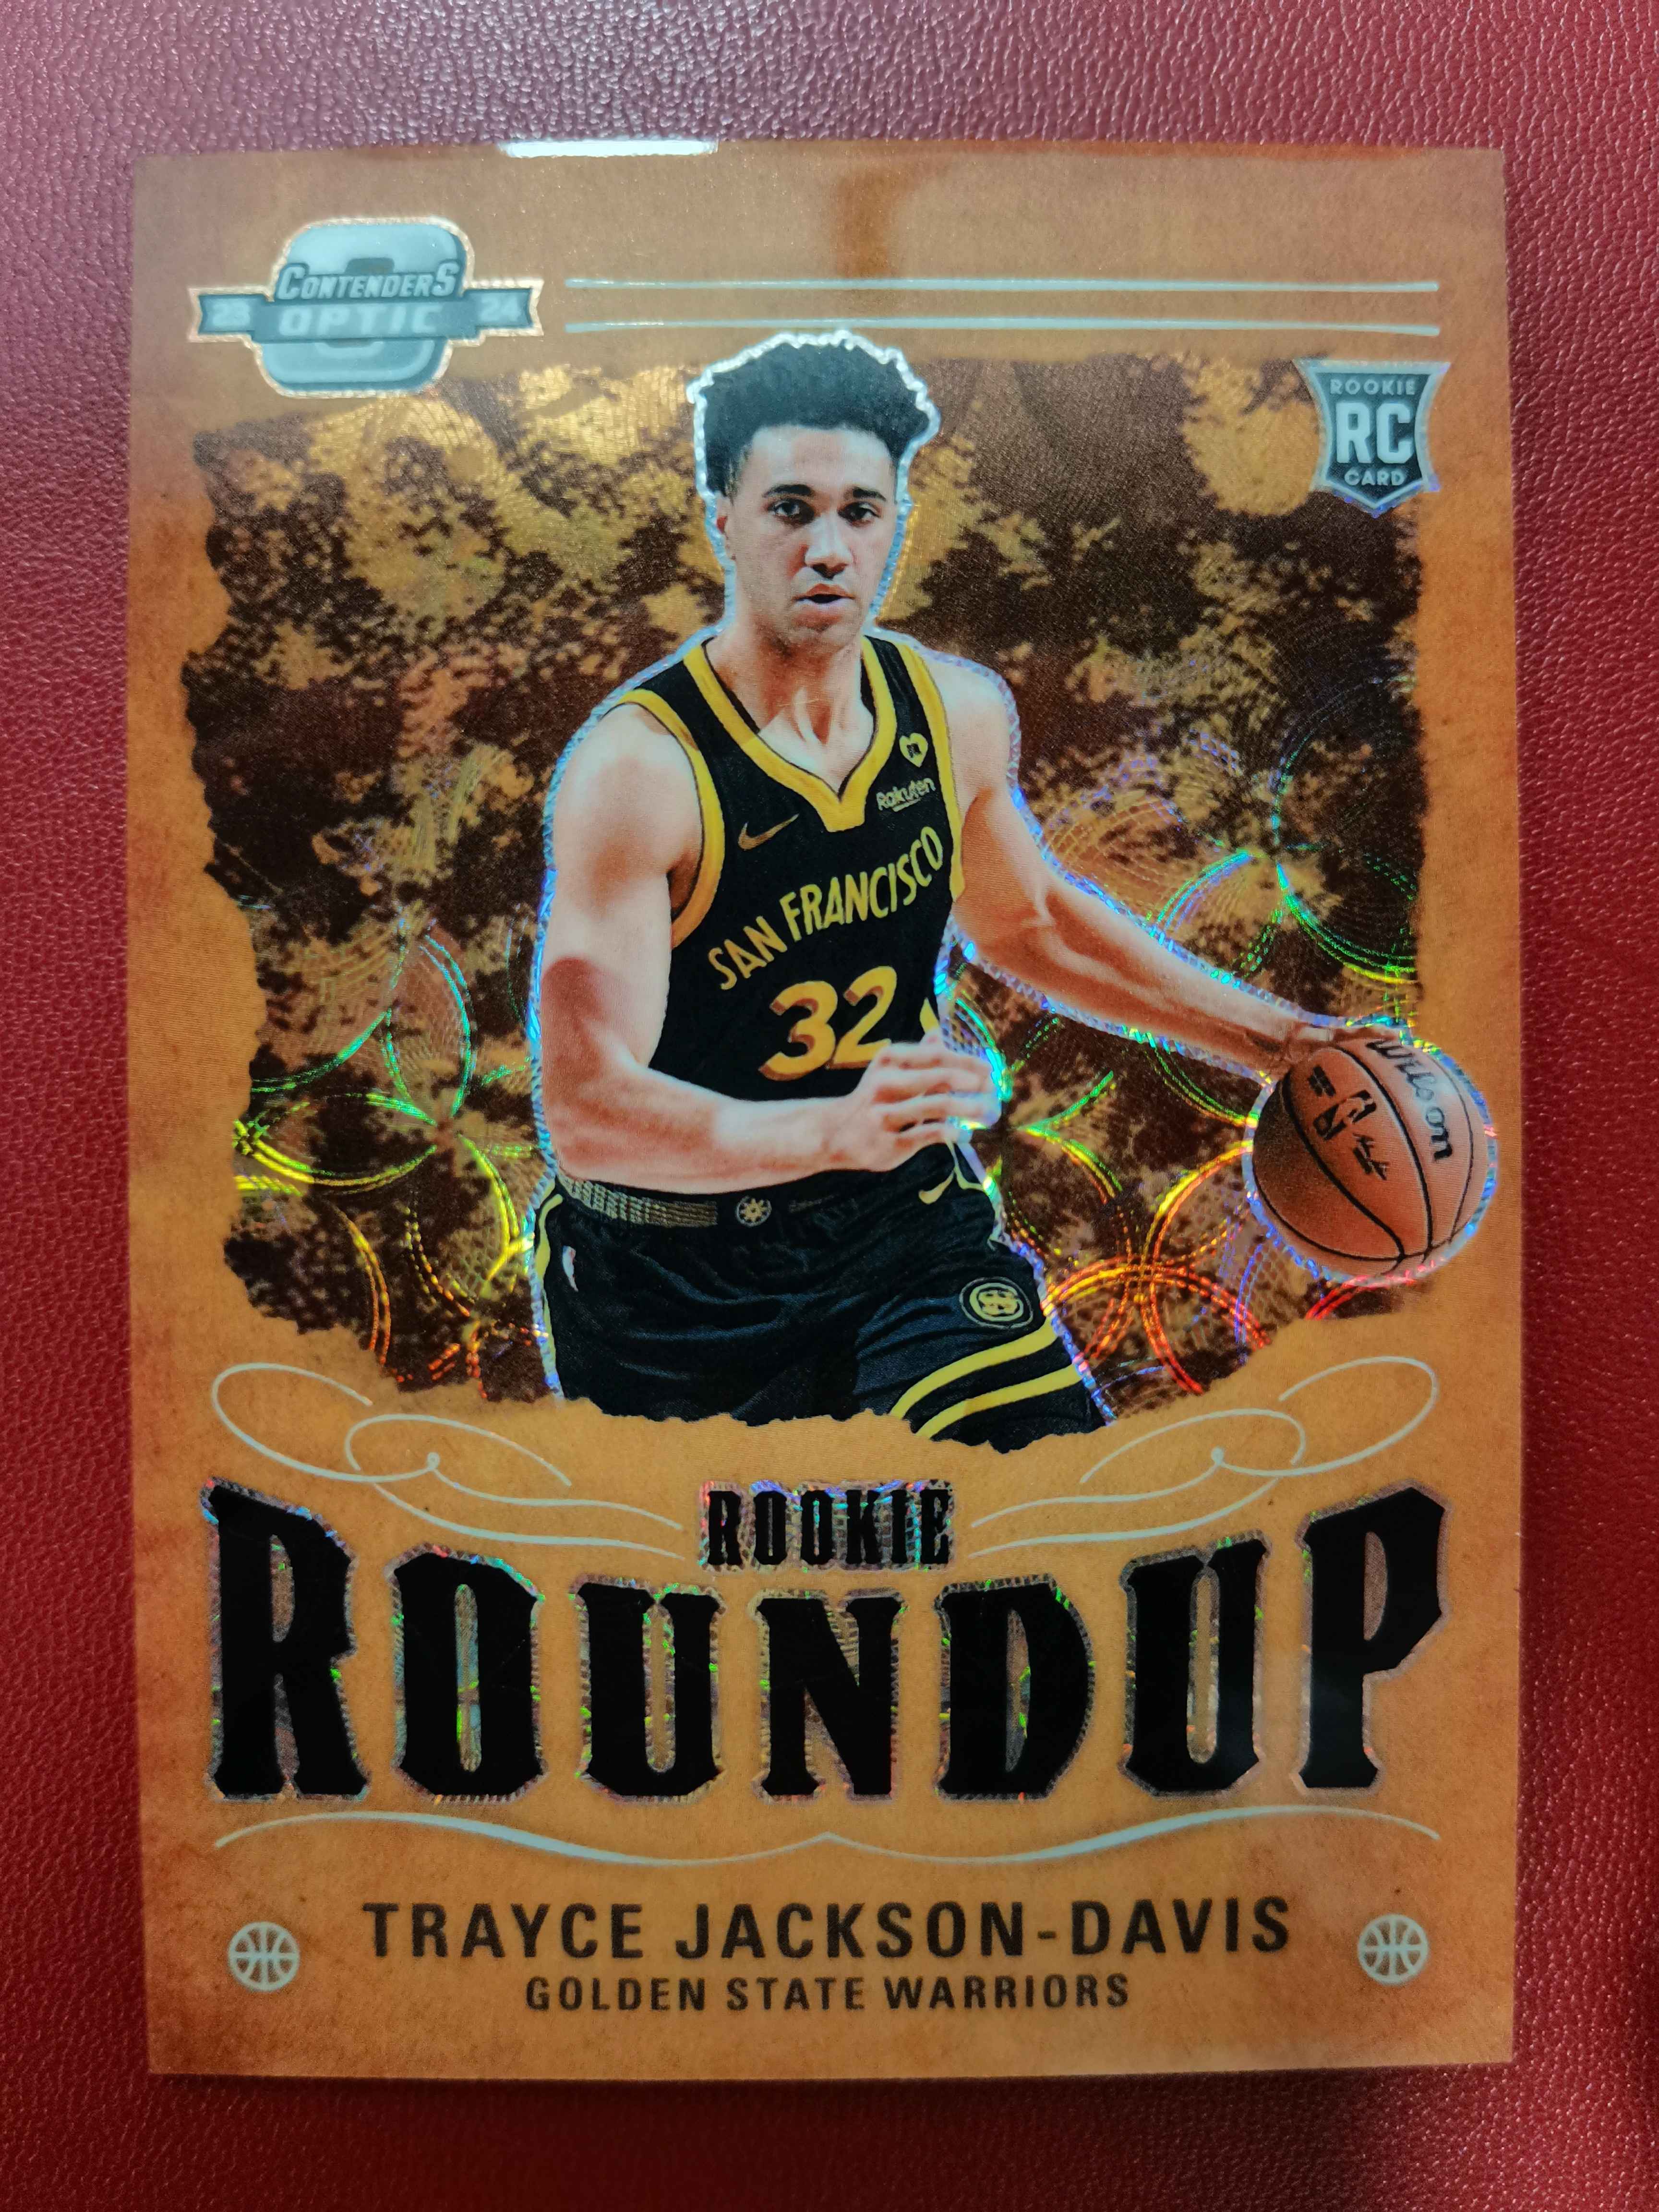 CONTENDERS
23 OPTIC 24
ROOKIE
RC
CARD
Rakuten
SAN FRANCISCO
32
Wilson
ROOKIE
ROUNDUP
TRAYCE JACKSON-DAVIS
GOLDEN STATE WARRIORS